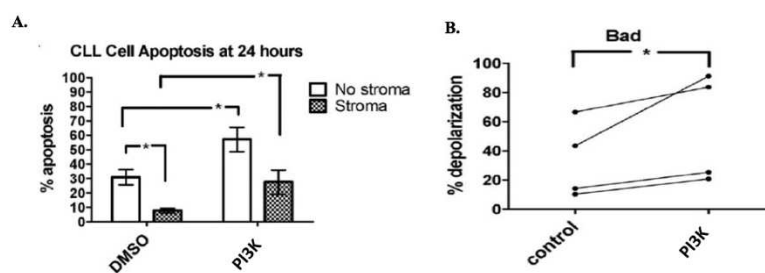 A.
CLL Cell Apoptosis at 24 hours
% apoptosis
100
90
80
70
60
50
40
30
20
10
0
*
*
*
No stroma
Stroma
DMSO
PI3K
B.
Bad
*
% depolarization
100
80
60
40
20
0
control
PI3K